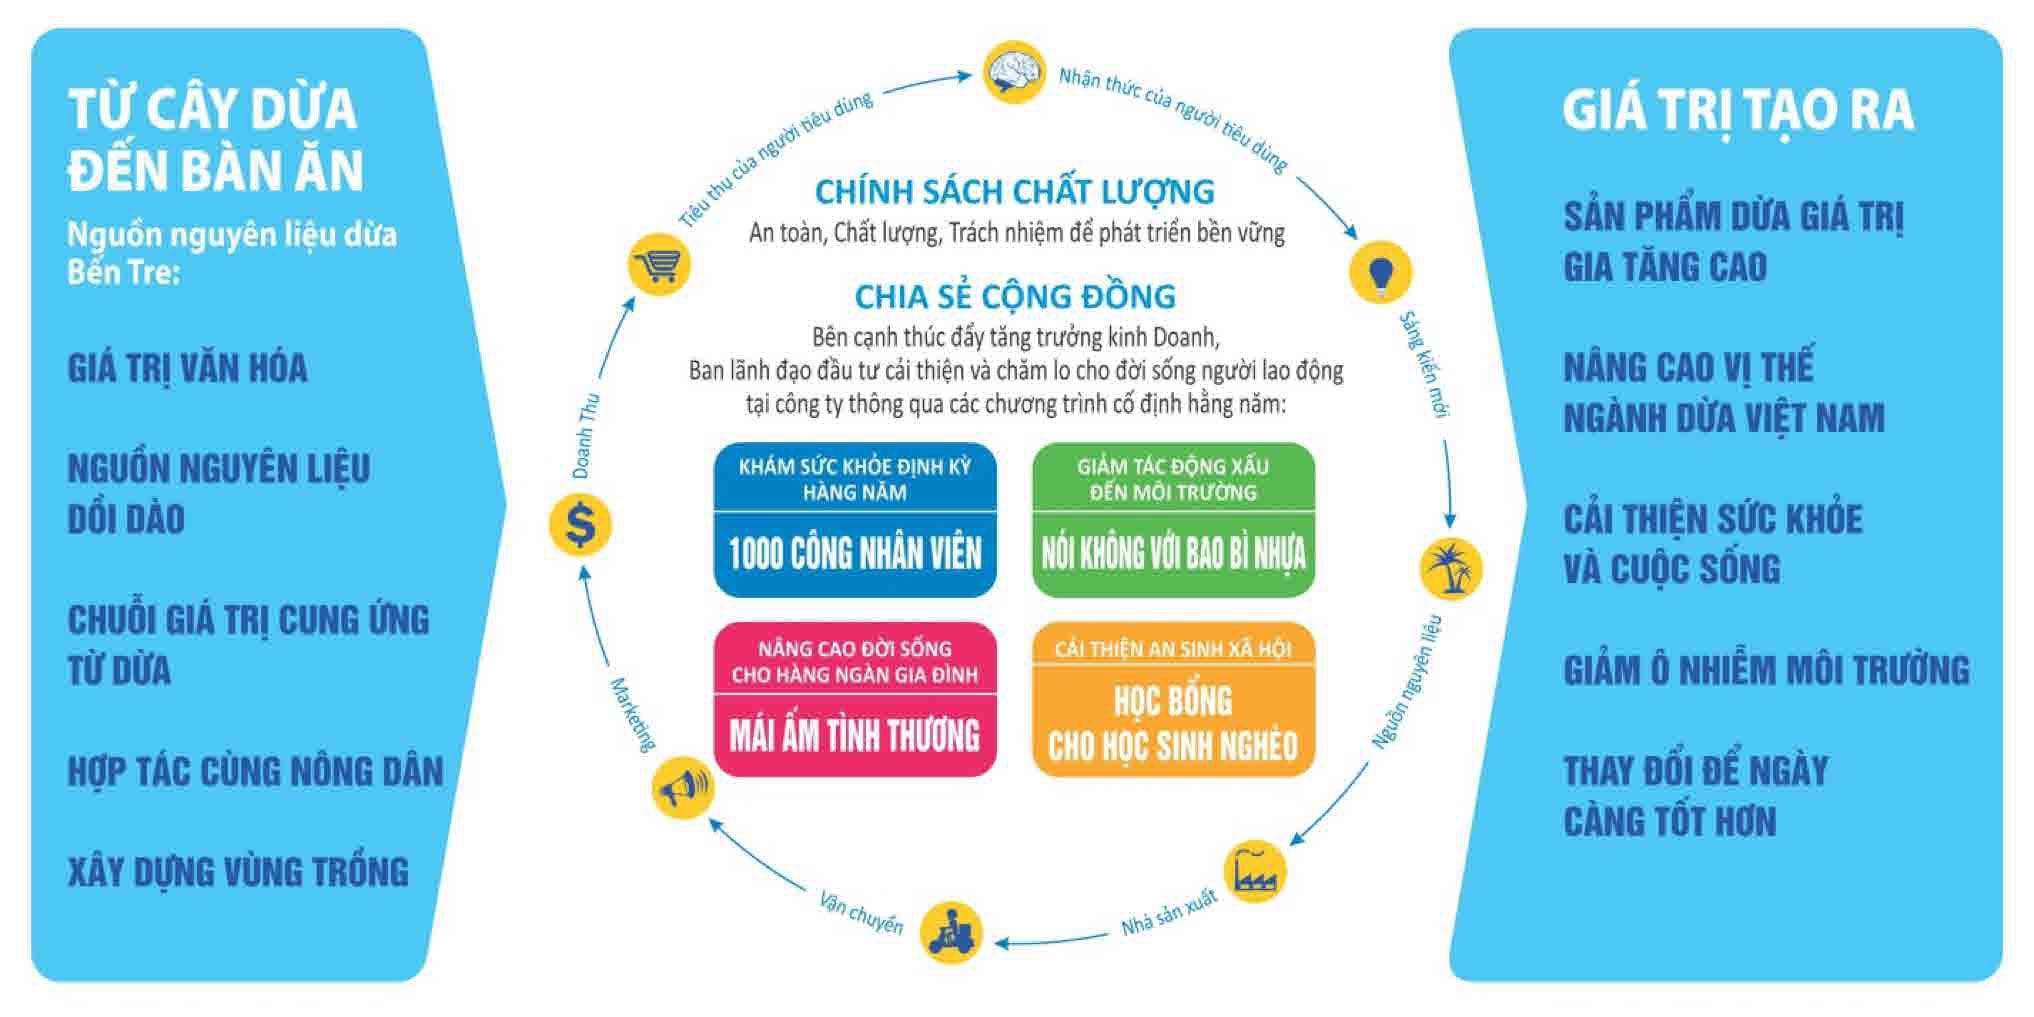 TỪ CÂY DỪA
ĐẾN BÀN ĂN
Nguồn nguyên liệu dừa
Bến Tre:
GIÁ TRỊ VĂN HÓA
NGUỒN NGUYÊN LIỆU
DỒI DÀO
CHUỖI GIÁ TRỊ CUNG ỨNG
TỪ DỪA
HỢP TÁC CÙNG NÔNG DÂN
XÂY DỰNG VÙNG TRỒNG
Nhận thức của người tiêu dùng
Sáng kiến mới
Nguồn nguyên liệu
Nhà sản xuất
Vận chuyển
Marketing
Doanh Thu
Tiêu thụ của người tiêu dùng
CHÍNH SÁCH CHẤT LƯỢNG
An toàn, Chất lượng, Trách nhiệm để phát triển bền vững
CHIA SẺ CỘNG ĐỒNG
Bên cạnh thúc đẩy tăng trưởng kinh Doanh,
Ban lãnh đạo đầu tư cải thiện và chăm lo cho đời sống người lao động
tại công ty thông qua các chương trình cố định hằng năm:
KHÁM SỨC KHỎE ĐỊNH KỲ
HÀNG NĂM
1000 CÔNG NHÂN VIÊN
GIẢM TÁC ĐỘNG XẤU
ĐẾN MÔI TRƯỜNG
NÓI KHÔNG VỚI BAO BÌ NHỰA
NÂNG CAO ĐỜI SỐNG
CHO HÀNG NGÀN GIA ĐÌNH
MÁI ẤM TÌNH THƯƠNG
CẢI THIỆN AN SINH XÃ HỘI
HỌC BỔNG
CHO HỌC SINH NGHÈO
GIÁ TRỊ TẠO RA
SẢN PHẨM DỪA GIÁ TRỊ
GIA TĂNG CAO
NÂNG CAO VỊ THẾ
NGÀNH DỪA VIỆT NAM
CẢI THIỆN SỨC KHỎE
VÀ CUỘC SỐNG
GIẢM Ô NHIỄM MÔI TRƯỜNG
THAY ĐỔI ĐỂ NGÀY
CÀNG TỐT HƠN